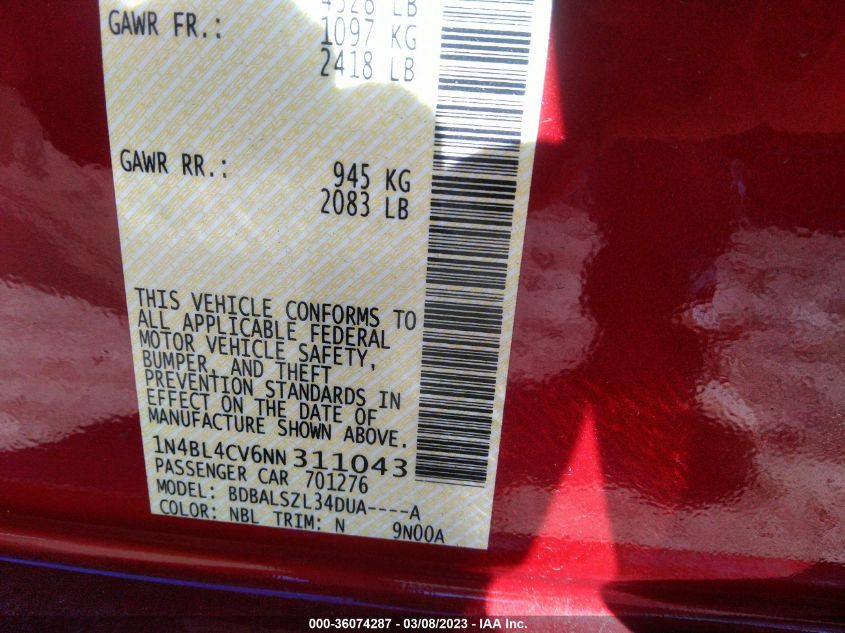 4528 LB
GAWR FR.: 1097 KG
2418 LB
GAWR RR.: 945 KG
2083 LB
THIS VEHICLE CONFORMS TO
ALL APPLICABLE FEDERAL
MOTOR VEHICLE SAFETY,
BUMPER, AND THEFT
PREVENTION STANDARDS IN
EFFECT ON THE DATE OF
MANUFACTURE SHOWN ABOVE.
1N4BL4CV6NN311043
PASSENGER CAR 701276
MODEL: BDBALSZL34DUA----A
COLOR: NBL TRIM: N 9N00A
000-36074287 - 03/08/2023 - IAA Inc.